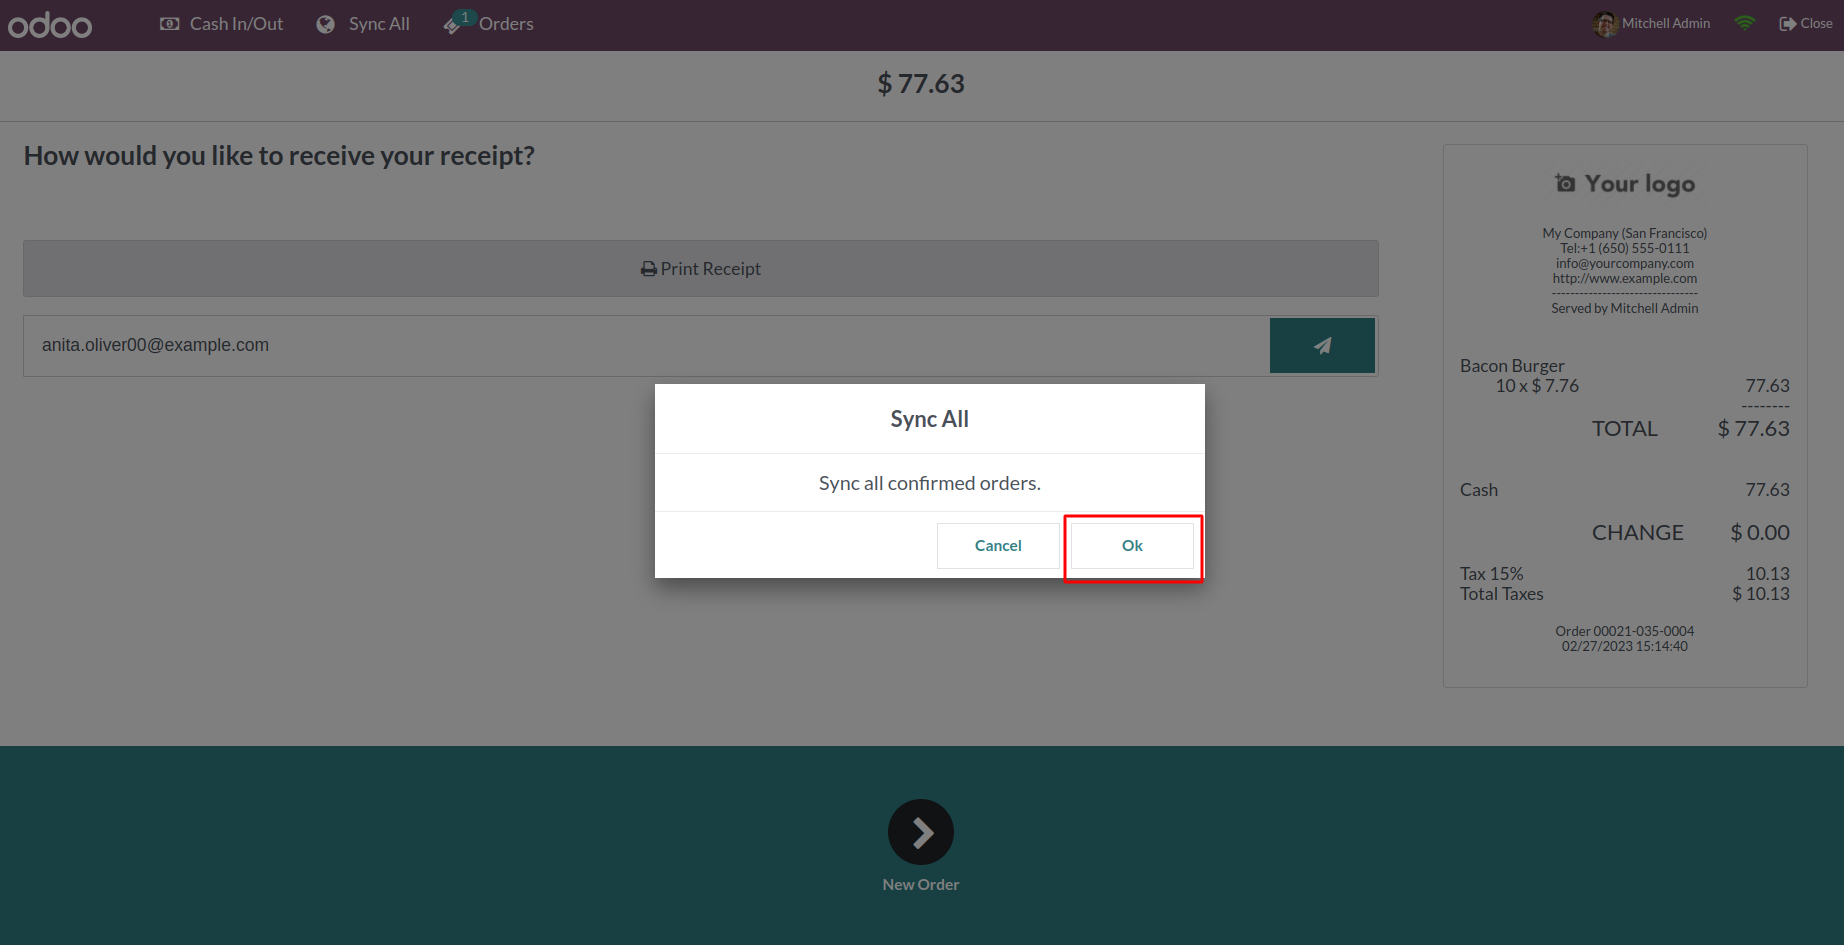 odoo Cash In/Out Sync All 1 Orders Mitchell Admin Close
$ 77.63
How would you like to receive your receipt?
Print Receipt
anita.oliver00@example.com
Sync All
Sync all confirmed orders.
Cancel Ok
Your logo
My Company (San Francisco)
Tel:+1 (650) 555-0111
info@yourcompany.com
http://www.example.com
--------------------------------
Served by Mitchell Admin
Bacon Burger
10 x $ 7.76 77.63
--------
TOTAL $ 77.63
Cash 77.63
CHANGE $ 0.00
Tax 15% 10.13
Total Taxes $ 10.13
Order 00021-035-0004
02/27/2023 15:14:40
New Order